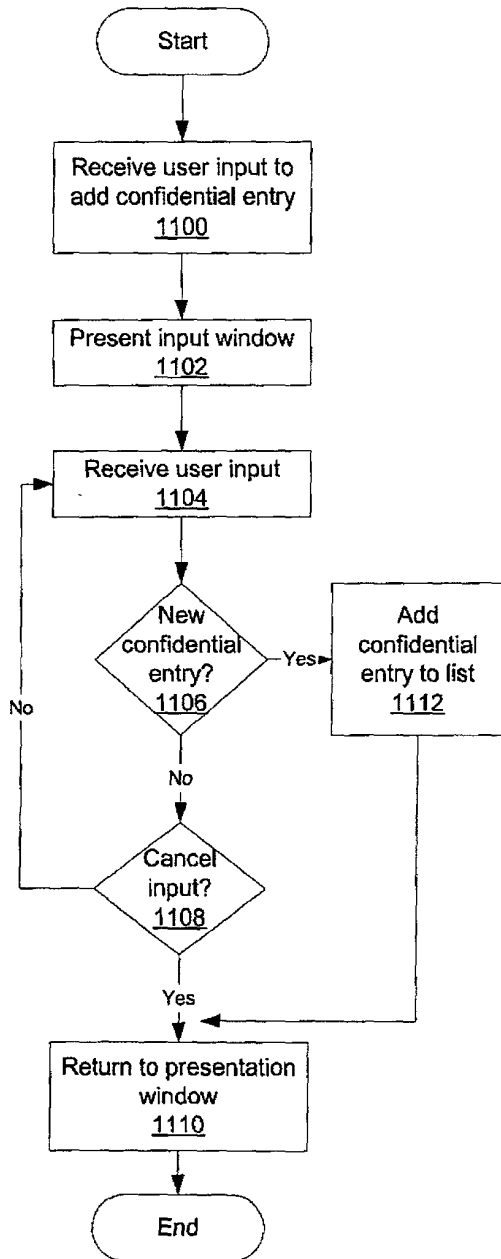 Start
Receive user input to
add confidential entry
1100
Present input window
1102
Receive user input
1104
New
confidential
entry?
1106
Yes
Add
confidential
entry to list
1112
No
No
Cancel
input?
1108
Yes
Return to presentation
window
1110
End